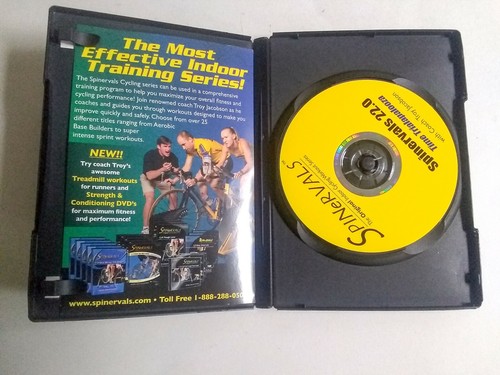 The Most
Effective Indoor
Training Series!
The Spinervals Cycling series can be used in a comprehensive
training program to help you maximize your overall fitness and
cycling performance! Join renowned coach Troy Jacobson as he
coaches and guides you through workouts designed to help you
improve quickly and safely. Choose from over 25
different titles ranging from Aerobic
Base Builders to super
intense sprint workouts.
NEW!!
Try coach Troy's
awesome
Treadmill workouts
for runners and
Strength &
Conditioning DVD's
for maximum fitness
and performance!
www.spinervals.com • Toll Free 1-888-288-0
SPINERVALS
The Original Indoor Cycling Workout Series
Spinervals 22.0
Time Trialapalooza
with Coach Troy Jacobson